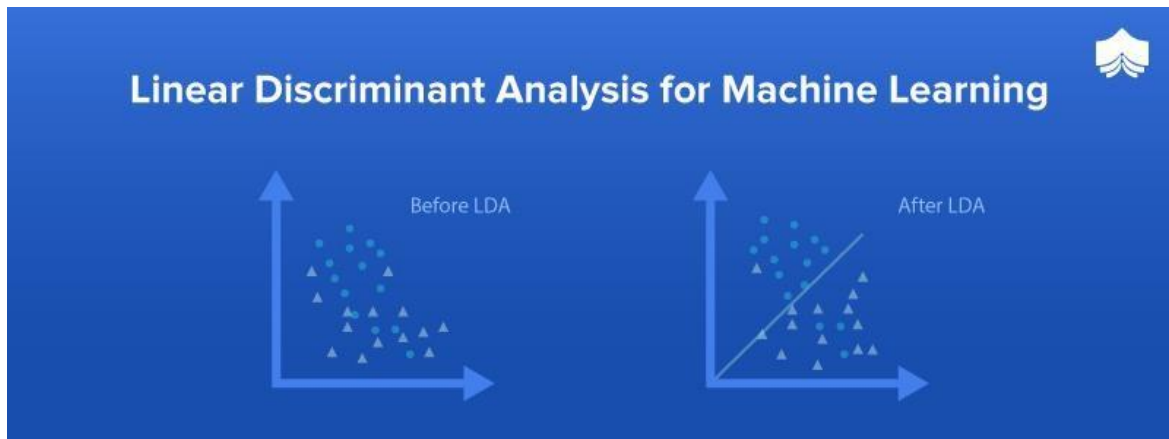 Linear Discriminant Analysis for Machine Learning
Before LDA
After LDA